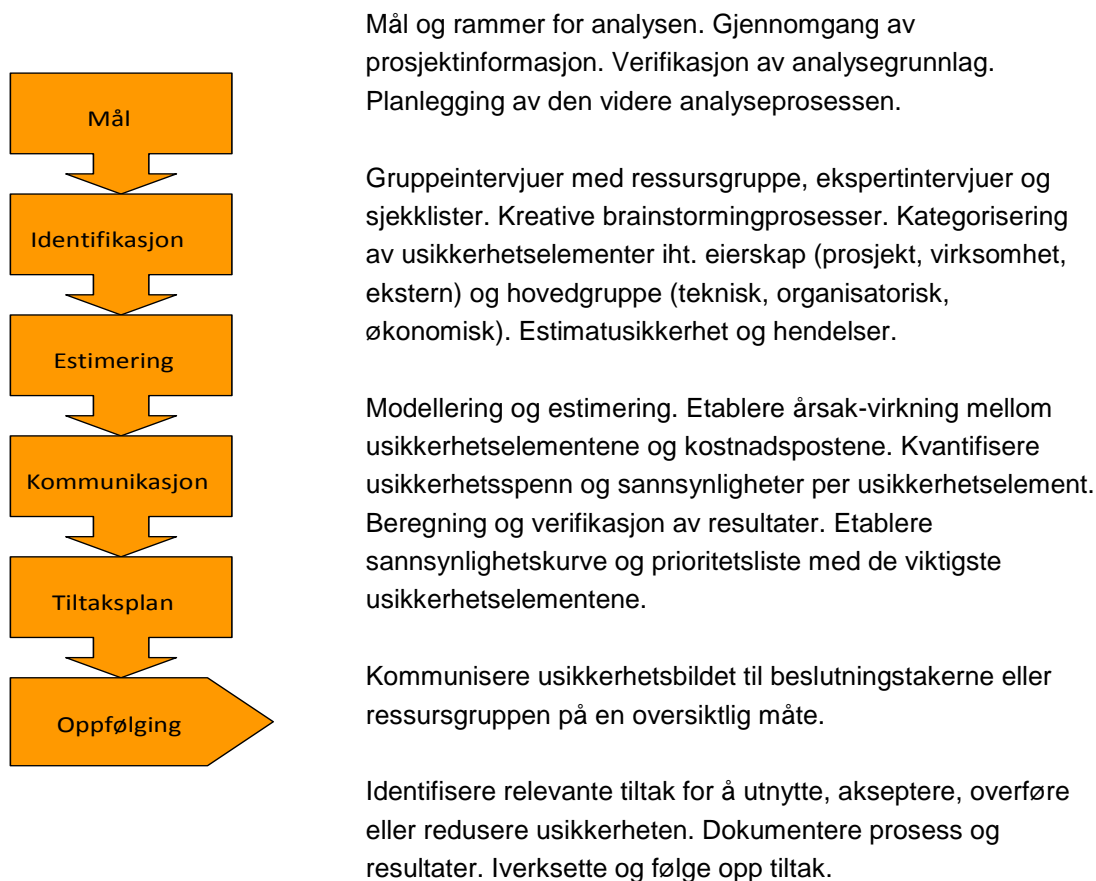 Mål
Identifikasjon
Estimering
Kommunikasjon
Tiltaksplan
Oppfølging
Mål og rammer for analysen. Gjennomgang av
prosjektinformasjon. Verifikasjon av analysegrunnlag.
Planlegging av den videre analyseprosessen.
Gruppeintervjuer med ressursgruppe, ekspertintervjuer og
sjekklister. Kreative brainstormingprosesser. Kategorisering
av usikkerhetselementer iht. eierskap (prosjekt, virksomhet,
ekstern) og hovedgruppe (teknisk, organisatorisk,
økonomisk). Estimatusikkerhet og hendelser.
Modellering og estimering. Etablere årsak-virkning mellom
usikkerhetselementene og kostnadspostene. Kvantifisere
usikkerhetsspenn og sannsynligheter per usikkerhetselement.
Beregning og verifikasjon av resultater. Etablere
sannsynlighetskurve og prioritetsliste med de viktigste
usikkerhetselementene.
Kommunisere usikkerhetsbildet til beslutningstakerne eller
ressursgruppen på en oversiktlig måte.
Identifisere relevante tiltak for å utnytte, akseptere, overføre
eller redusere usikkerheten. Dokumentere prosess og
resultater. Iverksette og følge opp tiltak.